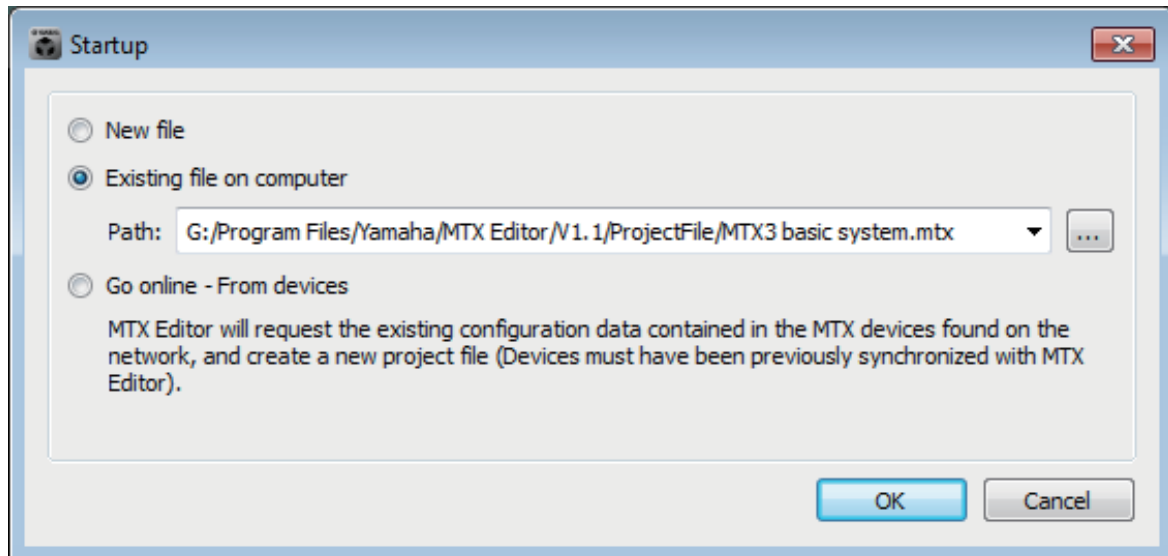 Startup
New file
Existing file on computer
Path: G:/Program Files/Yamaha/MTX Editor/V1.1/ProjectFile/MTX3 basic system.mtx
...
Go online - From devices
MTX Editor will request the existing configuration data contained in the MTX devices found on the
network, and create a new project file (Devices must have been previously synchronized with MTX
Editor).
OK Cancel